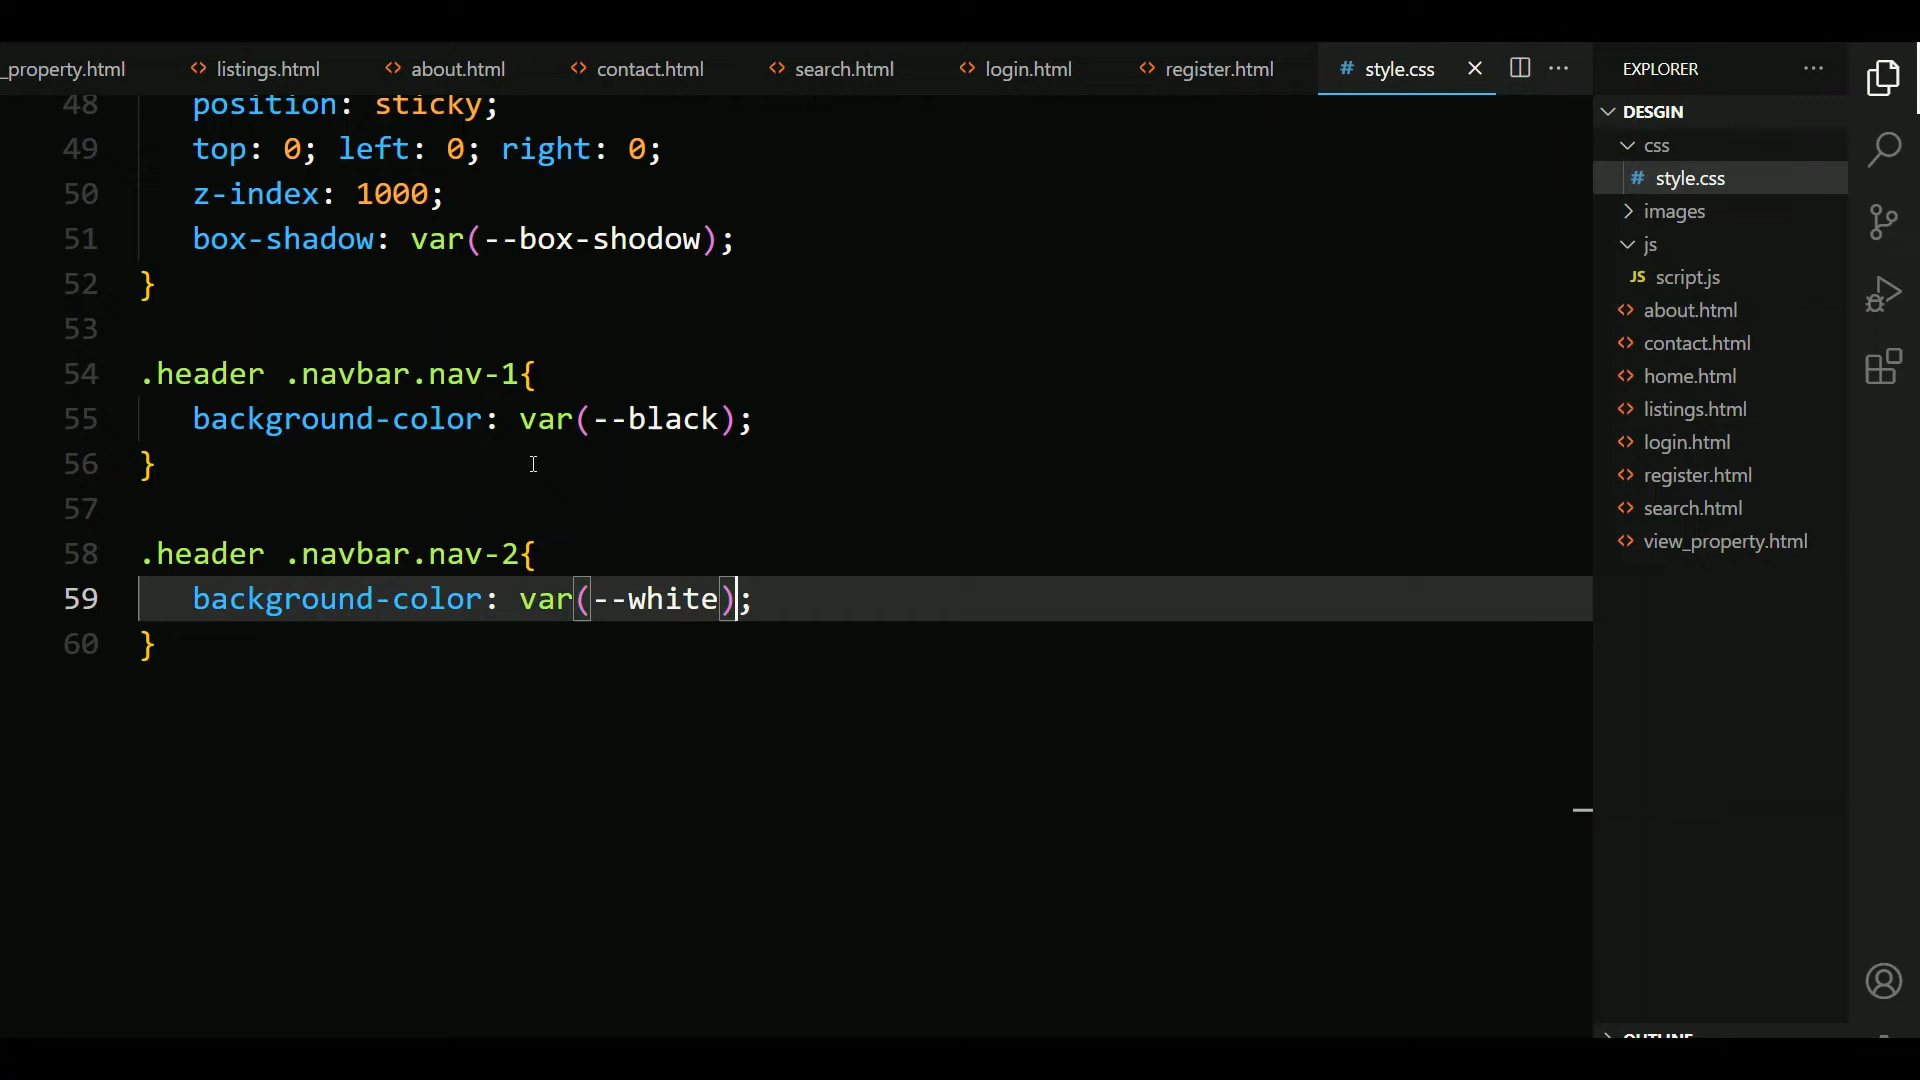 _property.html
<> listings.html
<> about.html
<> contact.html
<> search.html
<> login.html
<> register.html
# style.css
48 position: sticky;
49 top: 0; left: 0; right: 0;
50 z-index: 1000;
51 box-shadow: var(--box-shodow);
52 }
53
54 .header .navbar.nav-1{
55 background-color: var(--black);
56 }
57
58 .header .navbar.nav-2{
59 background-color: var(--white);
60 }
EXPLORER
DESGIN
css
# style.css
images
js
JS script.js
<> about.html
<> contact.html
<> home.html
<> listings.html
<> login.html
<> register.html
<> search.html
<> view_property.html
OUTLINE